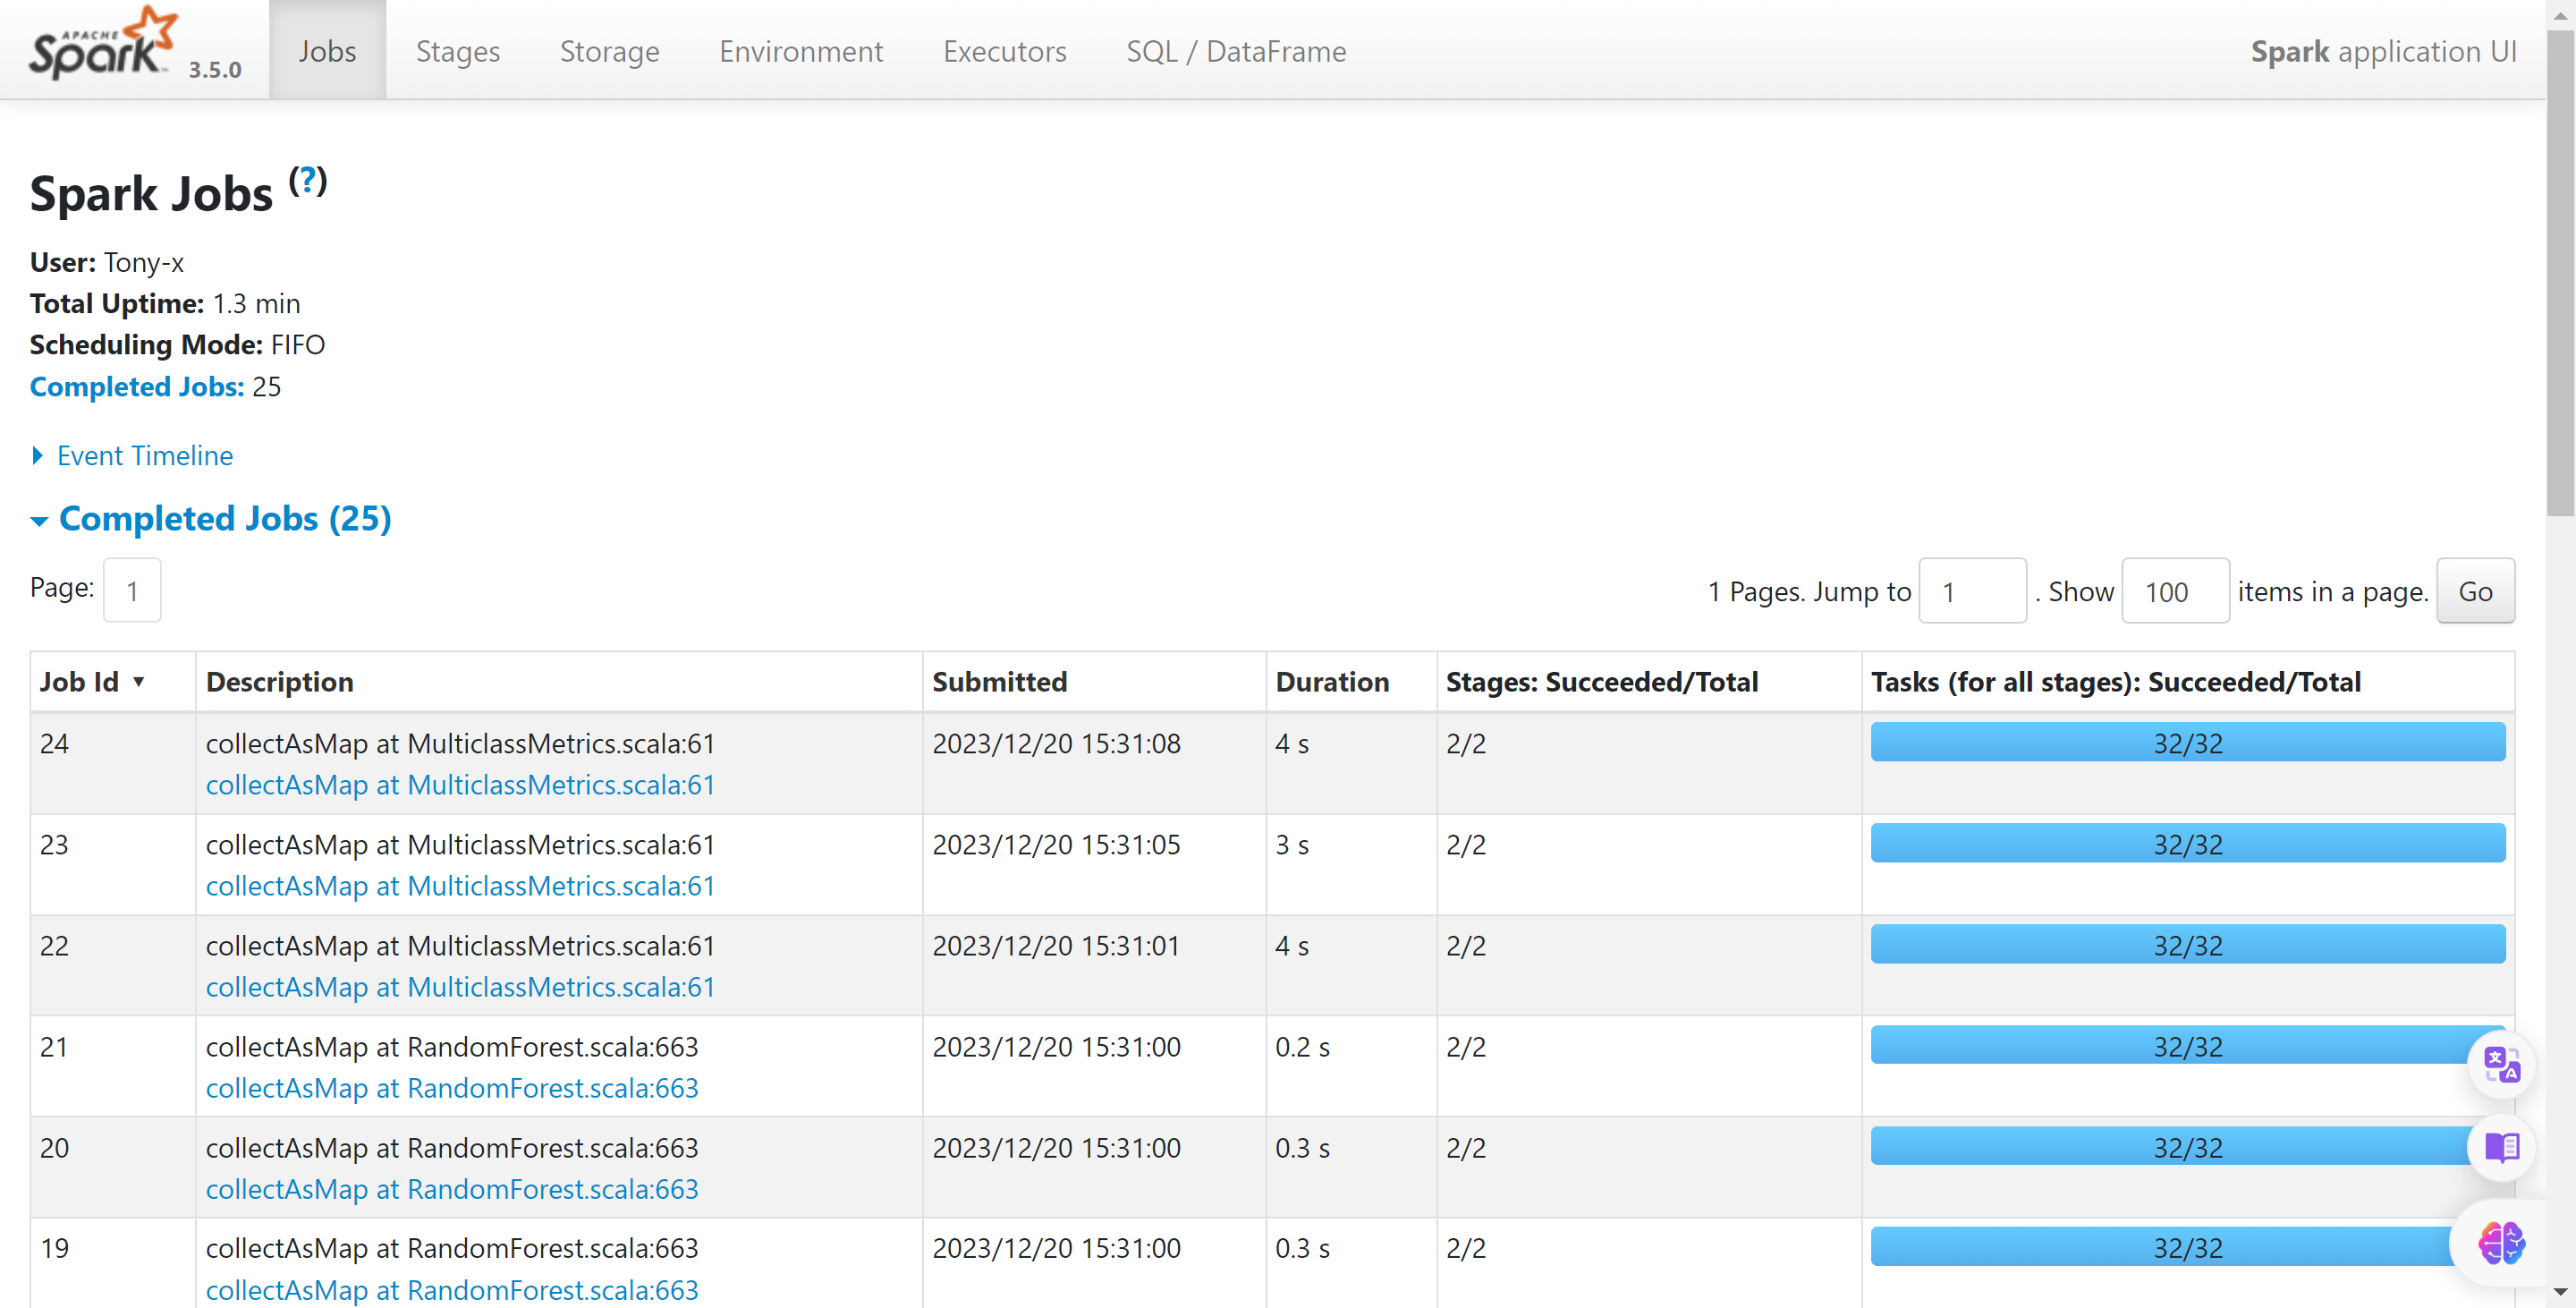 APACHE
Spark 3.5.0
Jobs
Stages
Storage
Environment
Executors
SQL / DataFrame
Spark application UI
Spark Jobs (?)
User: Tony-x
Total Uptime: 1.3 min
Scheduling Mode: FIFO
Completed Jobs: 25
Event Timeline
Completed Jobs (25)
Page: 1
1 Pages. Jump to 1 . Show 100 items in a page. Go
Job Id ▾ Description Submitted Duration Stages: Succeeded/Total Tasks (for all stages): Succeeded/Total
24 collectAsMap at MulticlassMetrics.scala:61 2023/12/20 15:31:08 4 s 2/2 32/32
collectAsMap at MulticlassMetrics.scala:61
23 collectAsMap at MulticlassMetrics.scala:61 2023/12/20 15:31:05 3 s 2/2 32/32
collectAsMap at MulticlassMetrics.scala:61
22 collectAsMap at MulticlassMetrics.scala:61 2023/12/20 15:31:01 4 s 2/2 32/32
collectAsMap at MulticlassMetrics.scala:61
21 collectAsMap at RandomForest.scala:663 2023/12/20 15:31:00 0.2 s 2/2 32/32
collectAsMap at RandomForest.scala:663
20 collectAsMap at RandomForest.scala:663 2023/12/20 15:31:00 0.3 s 2/2 32/32
collectAsMap at RandomForest.scala:663
19 collectAsMap at RandomForest.scala:663 2023/12/20 15:31:00 0.3 s 2/2 32/32
collectAsMap at RandomForest.scala:663
文
A